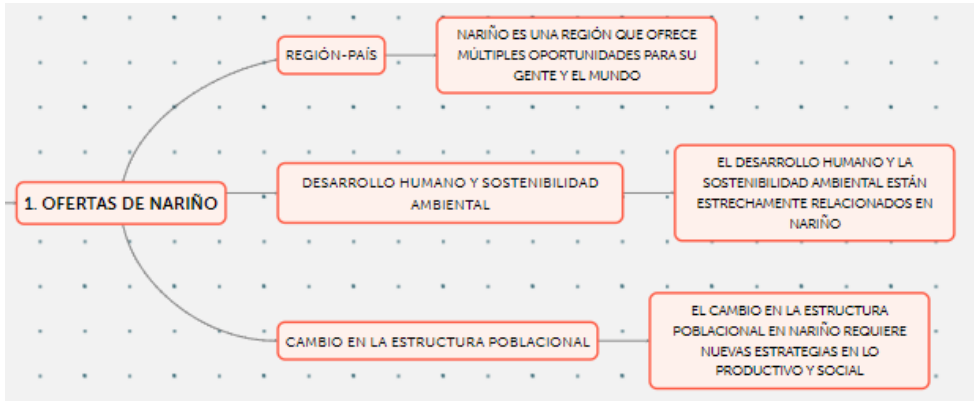 1. OFERTAS DE NARIÑO
REGIÓN-PAÍS
NARIÑO ES UNA REGIÓN QUE OFRECE
MÚLTIPLES OPORTUNIDADES PARA SU
GENTE Y EL MUNDO
DESARROLLO HUMANO Y SOSTENIBILIDAD
AMBIENTAL
EL DESARROLLO HUMANO Y LA
SOSTENIBILIDAD AMBIENTAL ESTÁN
ESTRECHAMENTE RELACIONADOS EN
NARIÑO
CAMBIO EN LA ESTRUCTURA POBLACIONAL
EL CAMBIO EN LA ESTRUCTURA
POBLACIONAL EN NARIÑO REQUIERE
NUEVAS ESTRATEGIAS EN LO
PRODUCTIVO Y SOCIAL